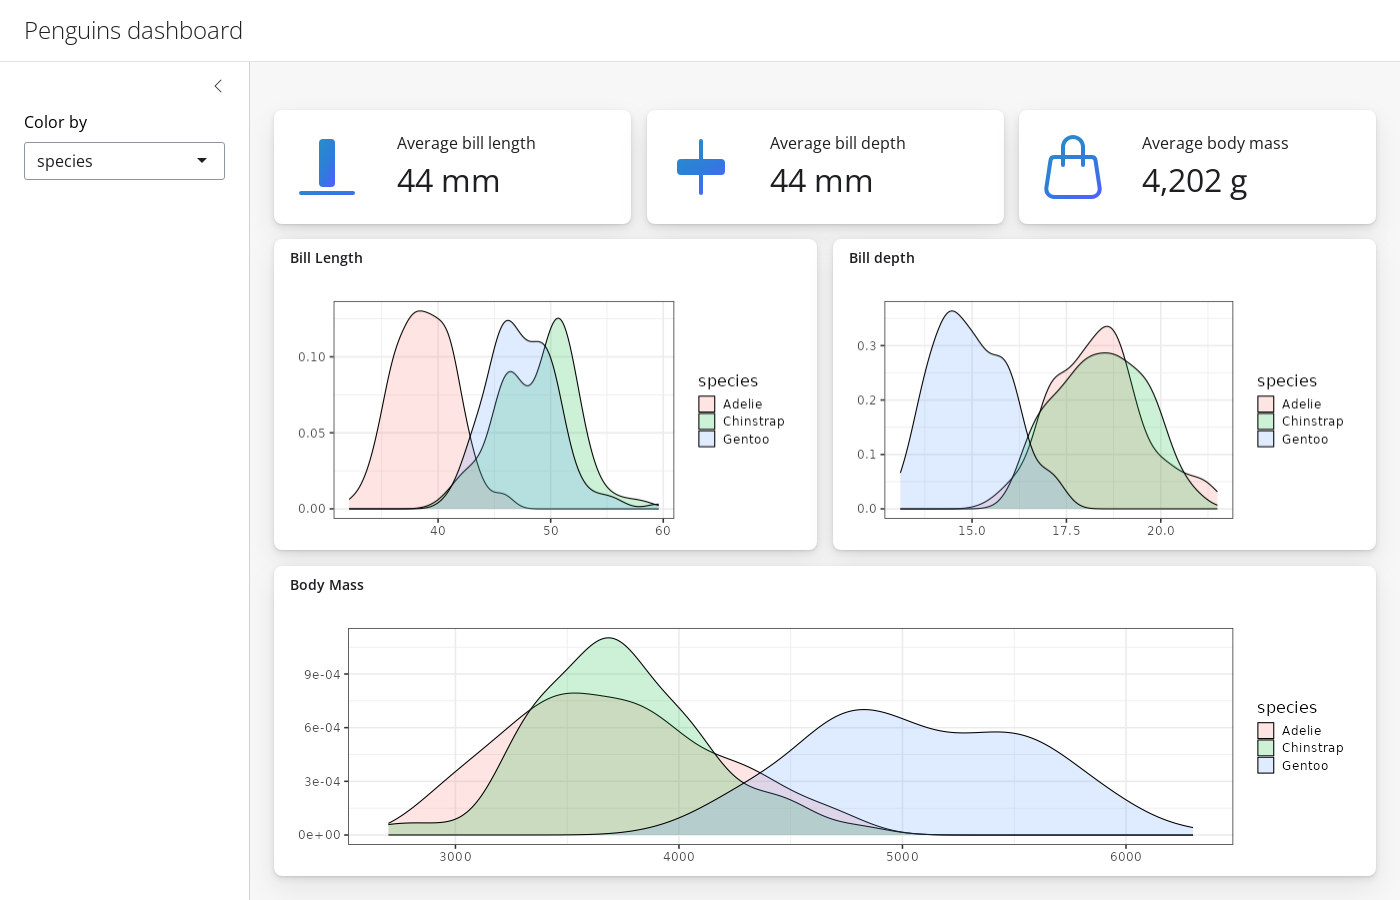 Penguins dashboard
Color by
species
Average bill length
44 mm
Average bill depth
44 mm
Average body mass
4,202 g
Bill Length
0.10
0.05
0.00
40 50 60
species
Adelie
Chinstrap
Gentoo
Bill depth
0.3
0.2
0.1
0.0
15.0 17.5 20.0
species
Adelie
Chinstrap
Gentoo
Body Mass
9e-04
6e-04
3e-04
0e+00
3000 4000 5000 6000
species
Adelie
Chinstrap
Gentoo